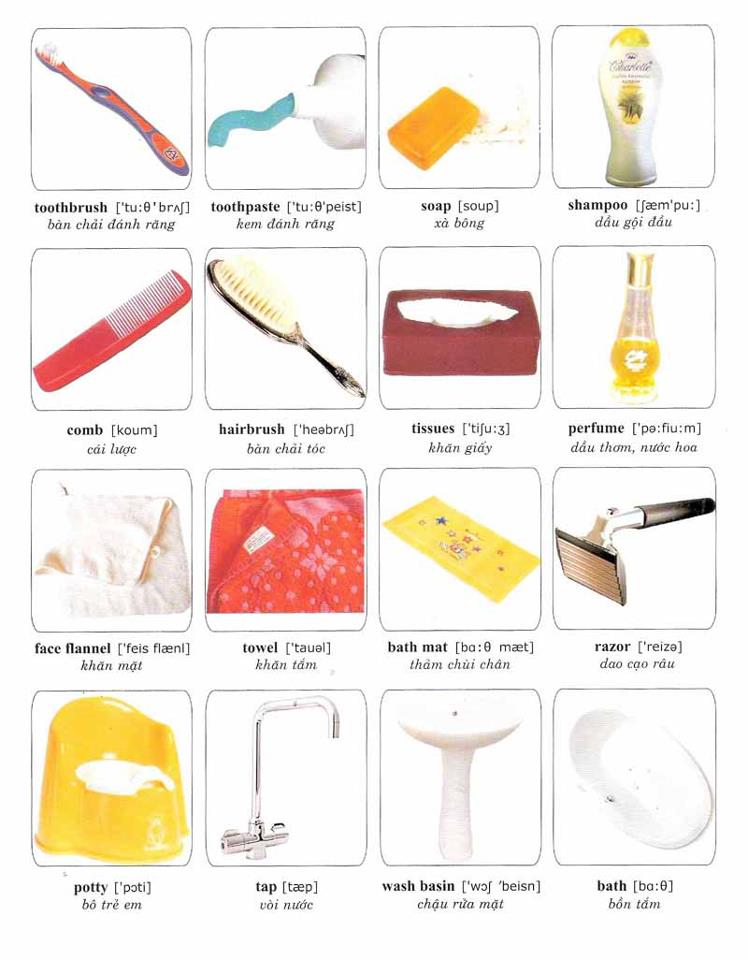 Charlotte
toothbrush ['tu:θ'brʌʃ]
bàn chải đánh răng
toothpaste ['tu:θ'peist]
kem đánh răng
soap [soup]
xà bông
shampoo [ʃæm'pu:]
dầu gội đầu
comb [koum]
cái lược
hairbrush ['heəbrʌʃ]
bàn chải tóc
tissues ['tiʃu:ʒ]
khăn giấy
perfume ['pə:fiu:m]
dầu thơm, nước hoa
face flannel ['feis flænl]
khăn mặt
towel ['tauəl]
khăn tắm
bath mat [bɑ:θ mæt]
thảm chùi chân
razor ['reizə]
dao cạo râu
potty ['pɔti]
bô trẻ em
tap [tæp]
vòi nước
wash basin ['wɔʃ 'beisn]
chậu rửa mặt
bath [bɑ:θ]
bồn tắm